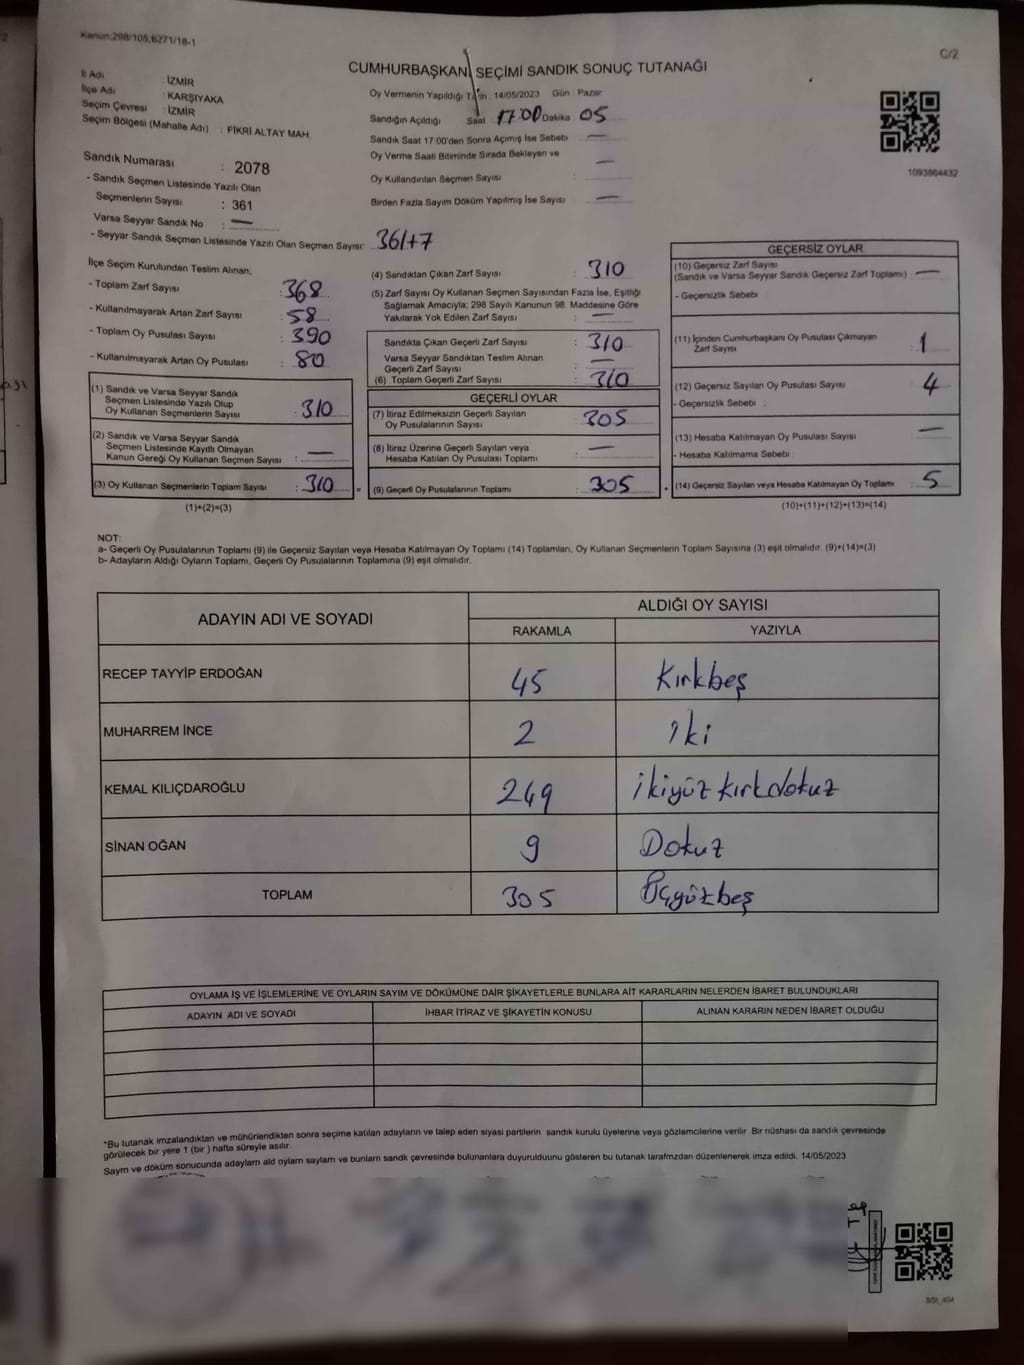 Kanun:298/105,6271/18-1
C/2
CUMHURBAŞKANI SEÇİMİ SANDIK SONUÇ TUTANAĞI
İl Adı : İZMİR
İlçe Adı : KARŞIYAKA
Seçim Çevresi : İZMİR
Seçim Bölgesi (Mahalle Adı) : FİKRİ ALTAY MAH.
Oy Vermenin Yapıldığı Tarih : 14/05/2023 Gün : Pazar
Sandığın Açıldığı Saat 17:00 Dakika 05
Sandık Saat 17:00'den Sonra Açılmış İse Sebebi : —
Oy Verme Saati Bitiminde Sırada Bekleyen ve
Oy Kullandırılan Seçmen Sayısı : —
Birden Fazla Sayım Döküm Yapılmış İse Sayısı : —
1093864432
Sandık Numarası : 2078
- Sandık Seçmen Listesinde Yazılı Olan
Seçmenlerin Sayısı : 361
Varsa Seyyar Sandık No : —
- Seyyar Sandık Seçmen Listesinde Yazılı Olan Seçmen Sayısı: 361+7
İlçe Seçim Kurulundan Teslim Alınan,
- Toplam Zarf Sayısı : 368
- Kullanılmayarak Artan Zarf Sayısı : 58
- Toplam Oy Pusulası Sayısı : 390
- Kullanılmayarak Artan Oy Pusulası : 80
(1) Sandık ve Varsa Seyyar Sandık
Seçmen Listesinde Yazılı Olup
Oy Kullanan Seçmenlerin Sayısı : 310
(2) Sandık ve Varsa Seyyar Sandık
Seçmen Listesinde Kayıtlı Olmayan
Kanun Gereği Oy Kullanan Seçmen Sayısı : —
(3) Oy Kullanan Seçmenlerin Toplam Sayısı : 310
(1)+(2)=(3)
(4) Sandıktan Çıkan Zarf Sayısı : 310
(5) Zarf Sayısı Oy Kullanan Seçmen Sayısından Fazla İse, Eşitliği
Sağlamak Amacıyla; 298 Sayılı Kanunun 98. Maddesine Göre
Yakılarak Yok Edilen Zarf Sayısı : —
Sandıkta Çıkan Geçerli Zarf Sayısı : 310
Varsa Seyyar Sandıktan Teslim Alınan
Geçerli Zarf Sayısı : —
(6) Toplam Geçerli Zarf Sayısı : 310
GEÇERLİ OYLAR
(7) İtiraz Edilmeksizin Geçerli Sayılan
Oy Pusulalarının Sayısı : 305
(8) İtiraz Üzerine Geçerli Sayılan veya
Hesaba Katılan Oy Pusulası Toplamı : —
= (9) Geçerli Oy Pusulalarının Toplamı : 305 +
GEÇERSİZ OYLAR
(10) Geçersiz Zarf Sayısı
(Sandık ve Varsa Seyyar Sandık Geçersiz Zarf Toplamı) : —
- Geçersizlik Sebebi :
(11) İçinden Cumhurbaşkanı Oy Pusulası Çıkmayan
Zarf Sayısı : 1
(12) Geçersiz Sayılan Oy Pusulası Sayısı : 4
- Geçersizlik Sebebi :
(13) Hesaba Katılmayan Oy Pusulası Sayısı : —
- Hesaba Katılmama Sebebi :
(14) Geçersiz Sayılan veya Hesaba Katılmayan Oy Toplamı : 5
(10)+(11)+(12)+(13)=(14)
NOT:
a- Geçerli Oy Pusulalarının Toplamı (9) ile Geçersiz Sayılan veya Hesaba Katılmayan Oy Toplamı (14) Toplamları, Oy Kullanan Seçmenlerin Toplam Sayısına (3) eşit olmalıdır. (9)+(14)=(3)
b- Adayların Aldığı Oyların Toplamı, Geçerli Oy Pusulalarının Toplamına (9) eşit olmalıdır.
ADAYIN ADI VE SOYADI
ALDIĞI OY SAYISI
RAKAMLA YAZIYLA
RECEP TAYYİP ERDOĞAN 45 Kırkbeş
MUHARREM İNCE 2 iki
KEMAL KILIÇDAROĞLU 249 ikiyüz kırkdokuz
SİNAN OĞAN 9 Dokuz
TOPLAM 305 Üçyüzbeş
OYLAMA İŞ VE İŞLEMLERİNE VE OYLARIN SAYIM VE DÖKÜMÜNE DAİR ŞİKAYETLERLE BUNLARA AİT KARARLARIN NELERDEN İBARET BULUNDUKLARI
ADAYIN ADI VE SOYADI İHBAR İTİRAZ VE ŞİKAYETİN KONUSU ALINAN KARARIN NEDEN İBARET OLDUĞU
*Bu tutanak imzalandıktan ve mühürlendikten sonra seçime katılan adayların ve talep eden siyasi partilerin sandık kurulu üyelerine veya gözlemcilerine verilir. Bir nüshası da sandık çevresinde
görülecek bir yere 1 (bir) hafta süreyle asılır.
Sayım ve döküm sonucunda adayların ald oyların sayıları ve bunların sandk çevresinde bulunanlara duyurulduunu gösteren bu tutanak tarafmzdan düzenlenerek imza edildi. 14/05/2023